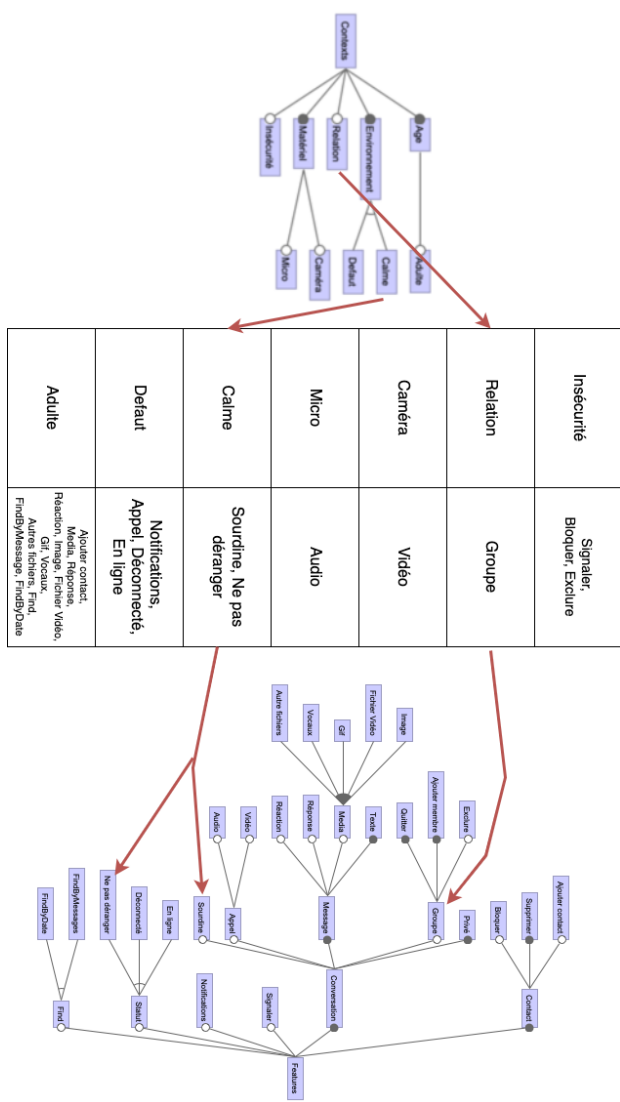 Contexts
Age
Environnement
Relation
Matériel
Insécurité
Adulte
Calme
Defaut
Caméra
Micro
Insécurité
Signaler,
Bloquer, Exclure
Relation
Groupe
Caméra
Vidéo
Micro
Audio
Calme
Sourdine, Ne pas
déranger
Defaut
Notifications,
Appel, Déconnecté,
En ligne
Adulte
Ajouter contact,
Media, Réponse,
Réaction, Image, Fichier Vidéo,
Gif, Vocaux,
Autres fichiers, Find,
FindByMessage, FindByDate
Image
Fichier Vidéo
Gif
Vocaux
Autre fichiers
Exclure
Ajouter membre
Quitter
Texte
Media
Réponse
Réaction
Vidéo
Audio
Ajouter contact
Supprimer
Bloquer
Privé
Groupe
Message
Appel
Sourdine
En ligne
Déconnecté
Ne pas déranger
FindByMessages
FindByDate
Contact
Conversation
Signaler
Notifications
Statut
Find
Features